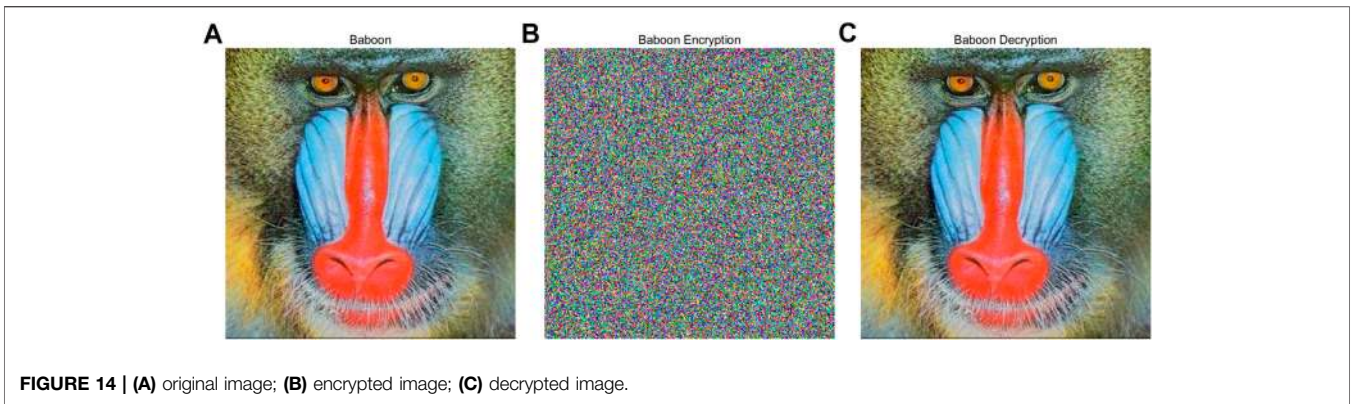 A Baboon
B Baboon Encryption
C Baboon Decryption
FIGURE 14 | (A) original image; (B) encrypted image; (C) decrypted image.